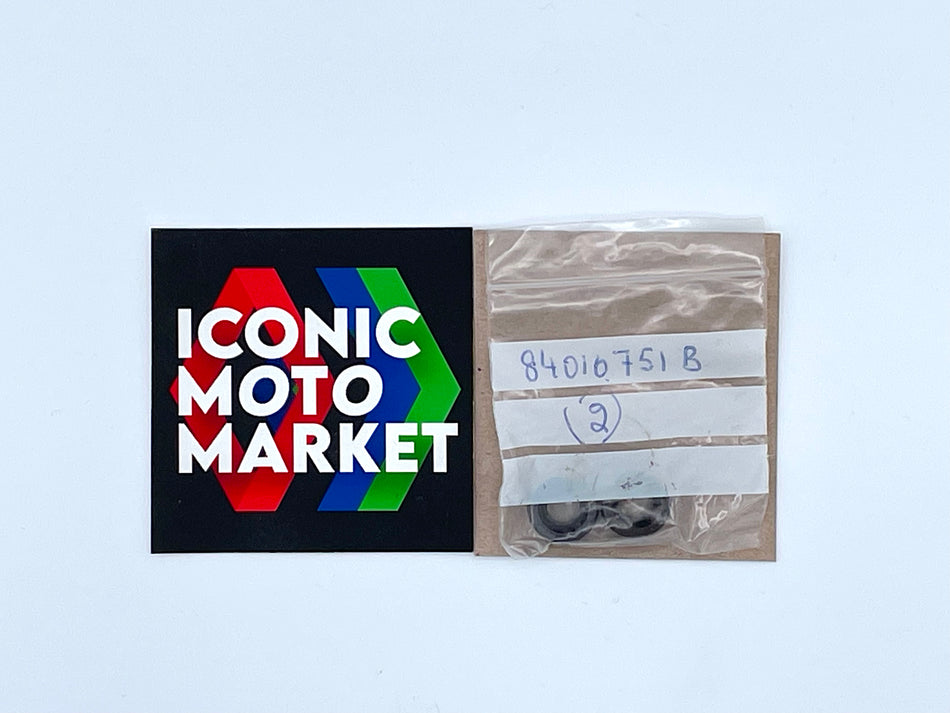 ICONIC
MOTO
MARKET
84010751 B
(2)